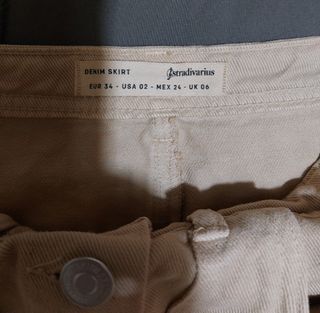 DENIM SKIRT stradivarius
EUR 34 - USA 02 - MEX 24 - UK 06